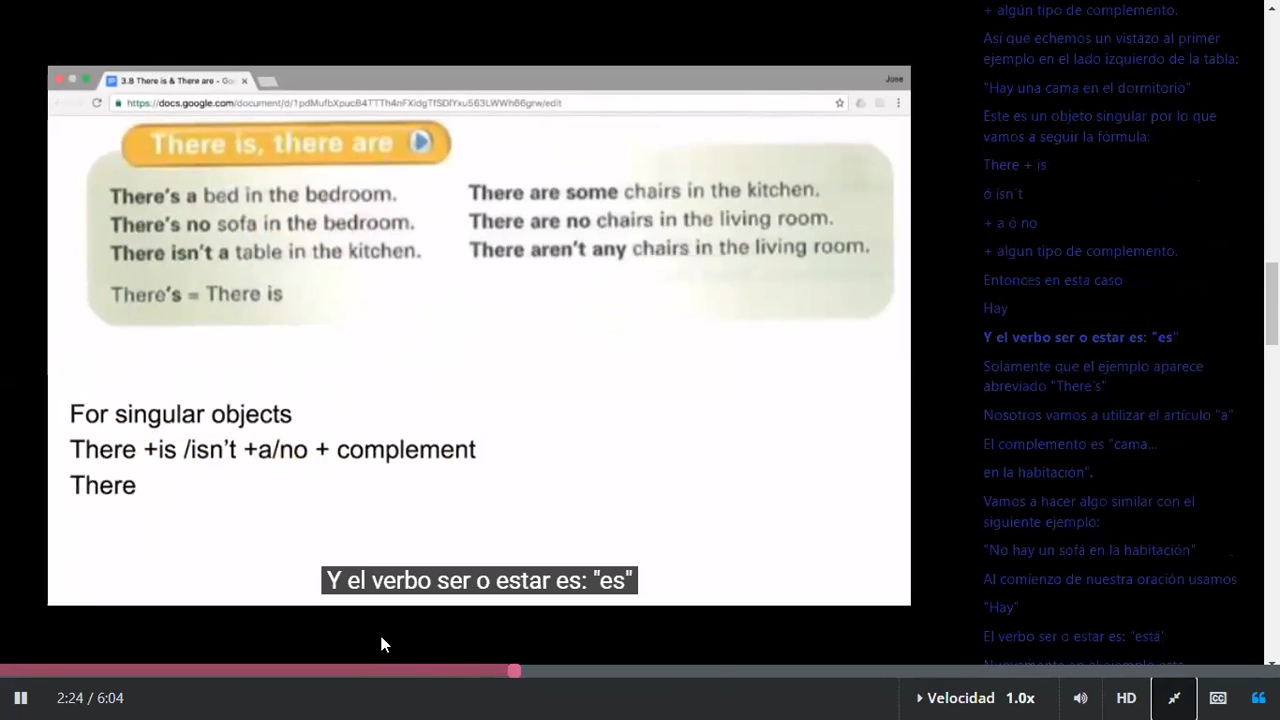 3.8 There is & There are - Go
Jose
https://docs.google.com/document/d/1pdMufbXpucB4TTTh4nFXidgTfSDlYxu563LWWh66grw/edit
There is, there are
There's a bed in the bedroom.
There's no sofa in the bedroom.
There isn't a table in the kitchen.
There's = There is
There are some chairs in the kitchen.
There are no chairs in the living room.
There aren't any chairs in the living room.
For singular objects
There +is /isn't +a/no + complement
There
Y el verbo ser o estar es: "es"
+ algún tipo de complemento.
Así que echemos un vistazo al primer
ejemplo en el lado izquierdo de la tabla:
"Hay una cama en el dormitorio"
Este es un objeto singular por lo que
vamos a seguir la fórmula:
There + is
ó isn´t
+ a ó no
+ algun tipo de complemento.
Entonces en esta caso
Hay
Y el verbo ser o estar es: "es"
Solamente que el ejemplo aparece
abreviado "There's"
Nosotros vamos a utilizar el artículo "a"
El complemento es "cama...
en la habitación".
Vamos a hacer algo similar con el
siguiente ejemplo:
"No hay un sofá en la habitación"
Al comienzo de nuestra oración usamos
"Hay"
El verbo ser o estar es: "está"
2:24 / 6:04
Velocidad 1.0x
HD
CC